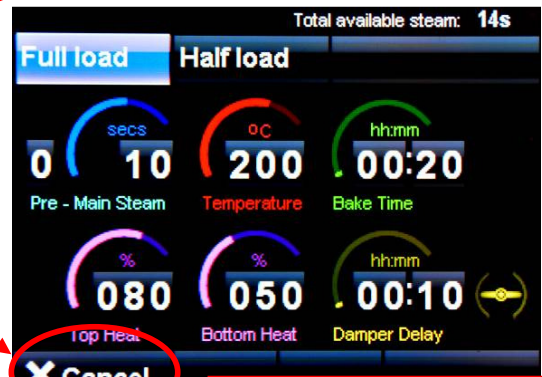 Total available steam: 14s
Full load Half load
secs °C hh:mm
0 10 200 00:20
Pre - Main Steam Temperature Bake Time
% % hh:mm
080 050 00:10
Top Heat Bottom Heat Damper Delay
X Cancel